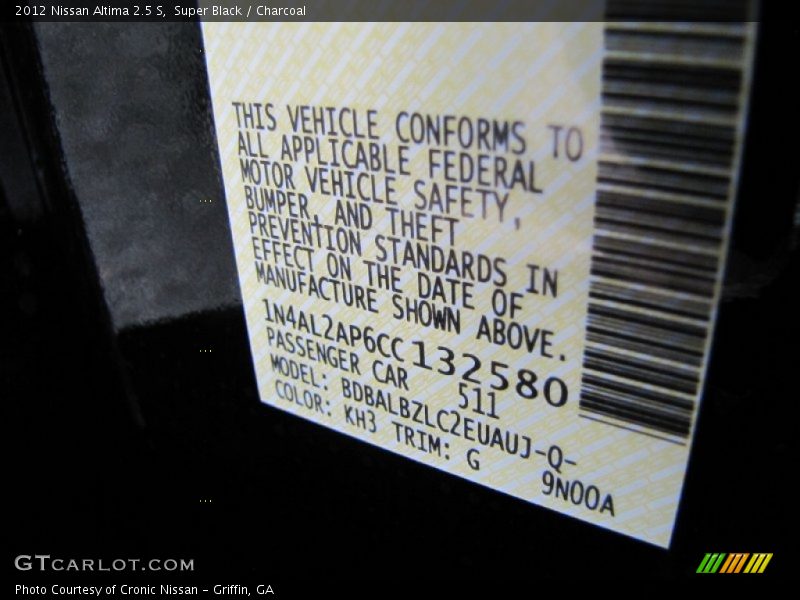 2012 Nissan Altima 2.5 S, Super Black / Charcoal
THIS VEHICLE CONFORMS TO
ALL APPLICABLE FEDERAL
MOTOR VEHICLE SAFETY,
BUMPER, AND THEFT
PREVENTION STANDARDS IN
EFFECT ON THE DATE OF
MANUFACTURE SHOWN ABOVE.
1N4AL2AP6CC132580
PASSENGER CAR 511
MODEL: BDBALBZLC2EUAUJ-Q-
COLOR: KH3 TRIM: G 9N00A
GTCARLOT.COM
Photo Courtesy of Cronic Nissan - Griffin, GA